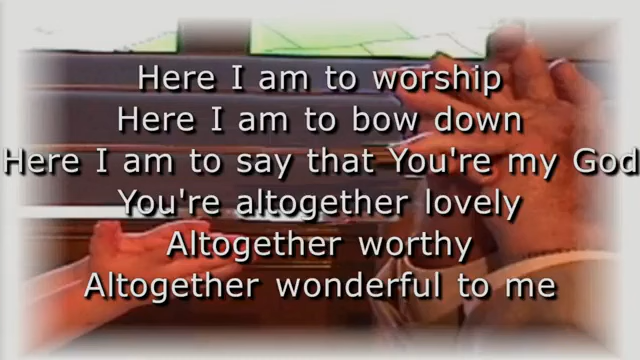 Here I am to worship
Here I am to bow down
Here I am to say that You're my God
You're altogether lovely
Altogether worthy
Altogether wonderful to me